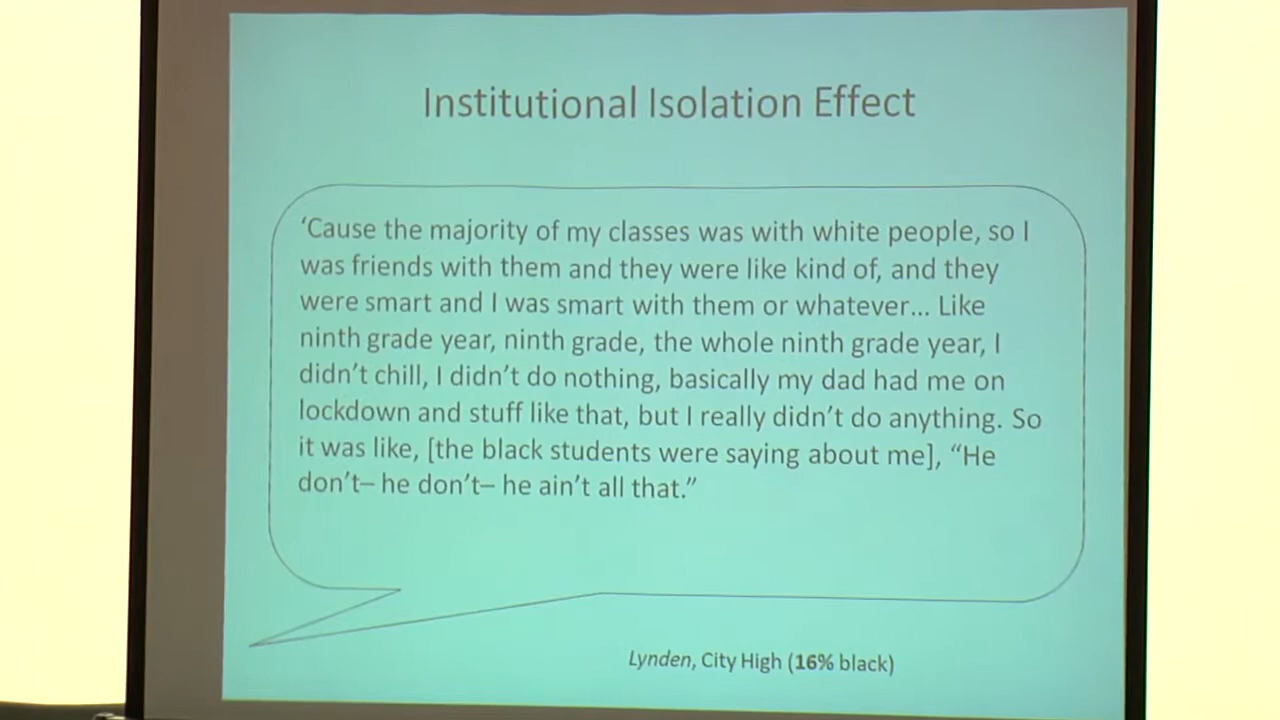 Institutional Isolation Effect
‘Cause the majority of my classes was with white people, so I
was friends with them and they were like kind of, and they
were smart and I was smart with them or whatever... Like
ninth grade year, ninth grade, the whole ninth grade year, I
didn’t chill, I didn’t do nothing, basically my dad had me on
lockdown and stuff like that, but I really didn’t do anything. So
it was like, [the black students were saying about me], “He
don’t– he don’t– he ain’t all that.”
Lynden, City High (16% black)